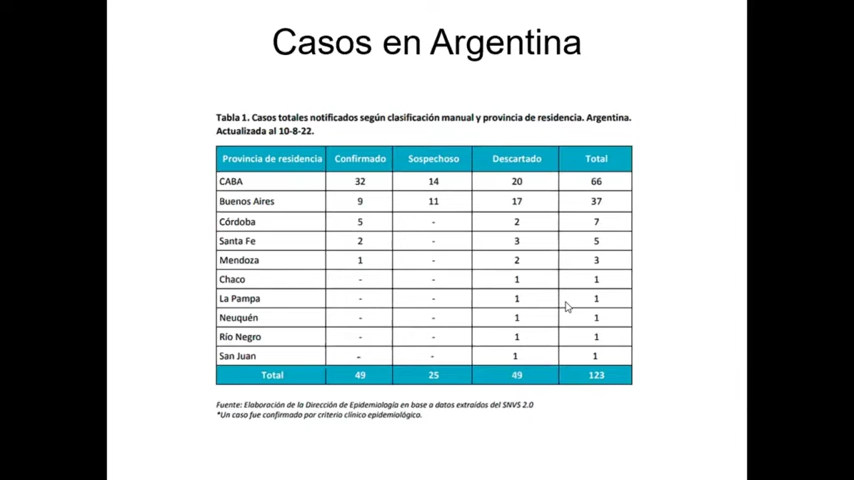 Casos en Argentina
Tabla 1. Casos totales notificados según clasificación manual y provincia de residencia. Argentina.
Actualizada al 10-8-22.
Provincia de residencia Confirmado Sospechoso Descartado Total
CABA 32 14 20 66
Buenos Aires 9 11 17 37
Córdoba 5 - 2 7
Santa Fe 2 - 3 5
Mendoza 1 - 2 3
Chaco - - 1 1
La Pampa - - 1 1
Neuquén - - 1 1
Río Negro - - 1 1
San Juan - - 1 1
Total 49 25 49 123
Fuente: Elaboración de la Dirección de Epidemiología en base a datos extraídos del SNVS 2.0
*Un caso fue confirmado por criterio clínico epidemiológico.